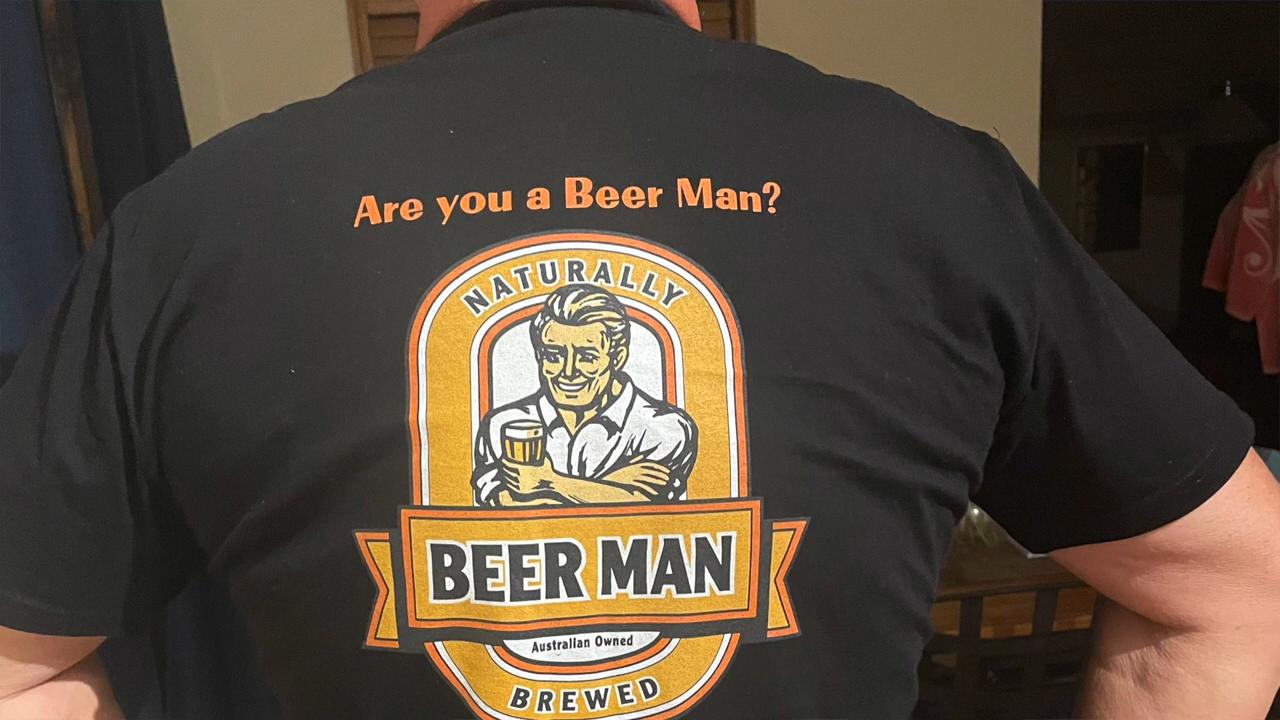 Are you a Beer Man?
NATURALLY
BEER MAN
Australian Owned
BREWED